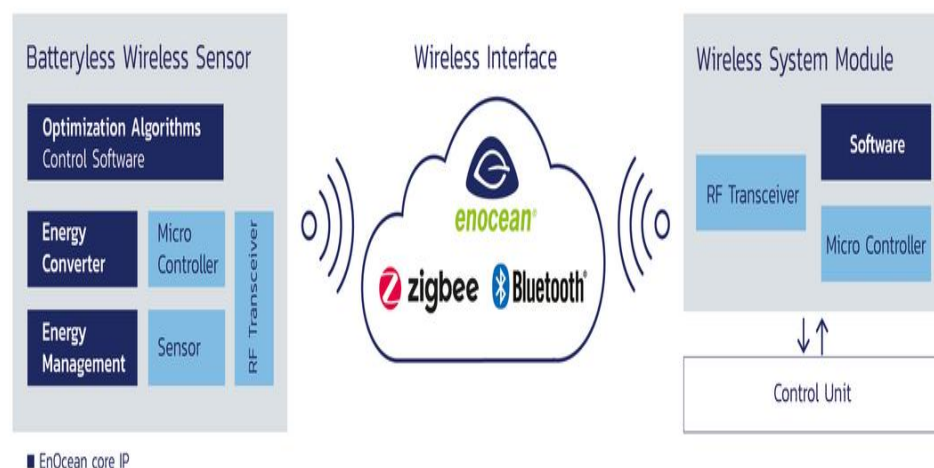 Batteryless Wireless Sensor
Optimization Algorithms
Control Software
Energy
Converter
Micro
Controller
Energy
Management
Sensor
RF Transceiver
Wireless Interface
enocean®
zigbee
Bluetooth®
Wireless System Module
RF Transceiver
Software
Micro Controller
Control Unit
EnOcean core IP